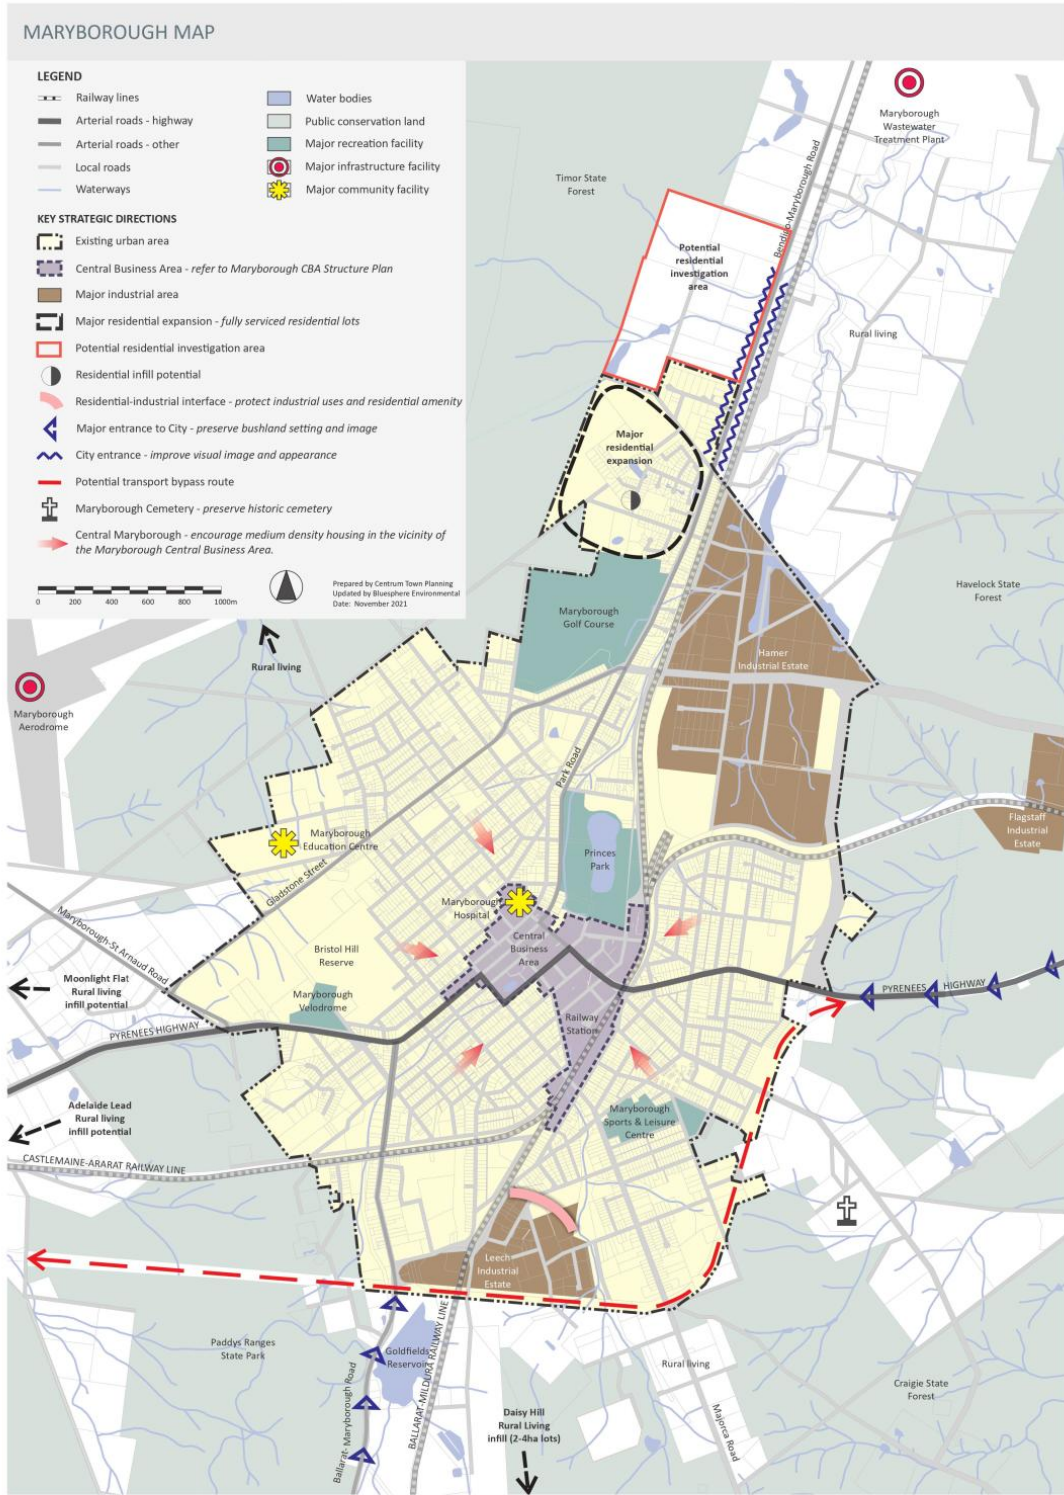 MARYBOROUGH MAP
LEGEND
Railway lines
Arterial roads - highway
Arterial roads - other
Local roads
Waterways
Water bodies
Public conservation land
Major recreation facility
Major infrastructure facility
Major community facility
KEY STRATEGIC DIRECTIONS
Existing urban area
Central Business Area - refer to Maryborough CBA Structure Plan
Major industrial area
Major residential expansion - fully serviced residential lots
Potential residential investigation area
Residential infill potential
Residential-industrial interface - protect industrial uses and residential amenity
Major entrance to City - preserve bushland setting and image
City entrance - improve visual image and appearance
Potential transport bypass route
Maryborough Cemetery - preserve historic cemetery
Central Maryborough - encourage medium density housing in the vicinity of
the Maryborough Central Business Area.
0 200 400 600 800 1000m
Prepared by Centrum Town Planning
Updated by Bluesphere Environmental
Date: November 2021
Maryborough
Wastewater
Treatment Plant
Timor State
Forest
Bendigo-Maryborough Road
Potential
residential
investigation
area
Rural living
Major
residential
expansion
Havelock State
Forest
Maryborough
Golf Course
Hamer
Industrial Estate
Rural living
Maryborough
Aerodrome
Park Road
Flagstaff
Industrial
Estate
Maryborough
Education Centre
Princes
Park
Gladstone Street
Maryborough
Hospital
Maryborough-St Arnaud Road
Central
Business
Area
Bristol Hill
Reserve
Moonlight Flat
Rural living
infill potential
Maryborough
Velodrome
PYRENEES HIGHWAY
Railway
Station
PYRENEES HIGHWAY
Adelaide Lead
Rural living
infill potential
Maryborough
Sports & Leisure
Centre
CASTLEMAINE-ARARAT RAILWAY LINE
Leech
Industrial
Estate
Paddys Ranges
State Park
Goldfields
Reservoir
BALLARAT-MILDURA RAILWAY LINE
Ballarat- Maryborough Road
Rural living
Craigie State
Forest
Majorca Road
Daisy Hill
Rural Living
infill (2-4ha lots)